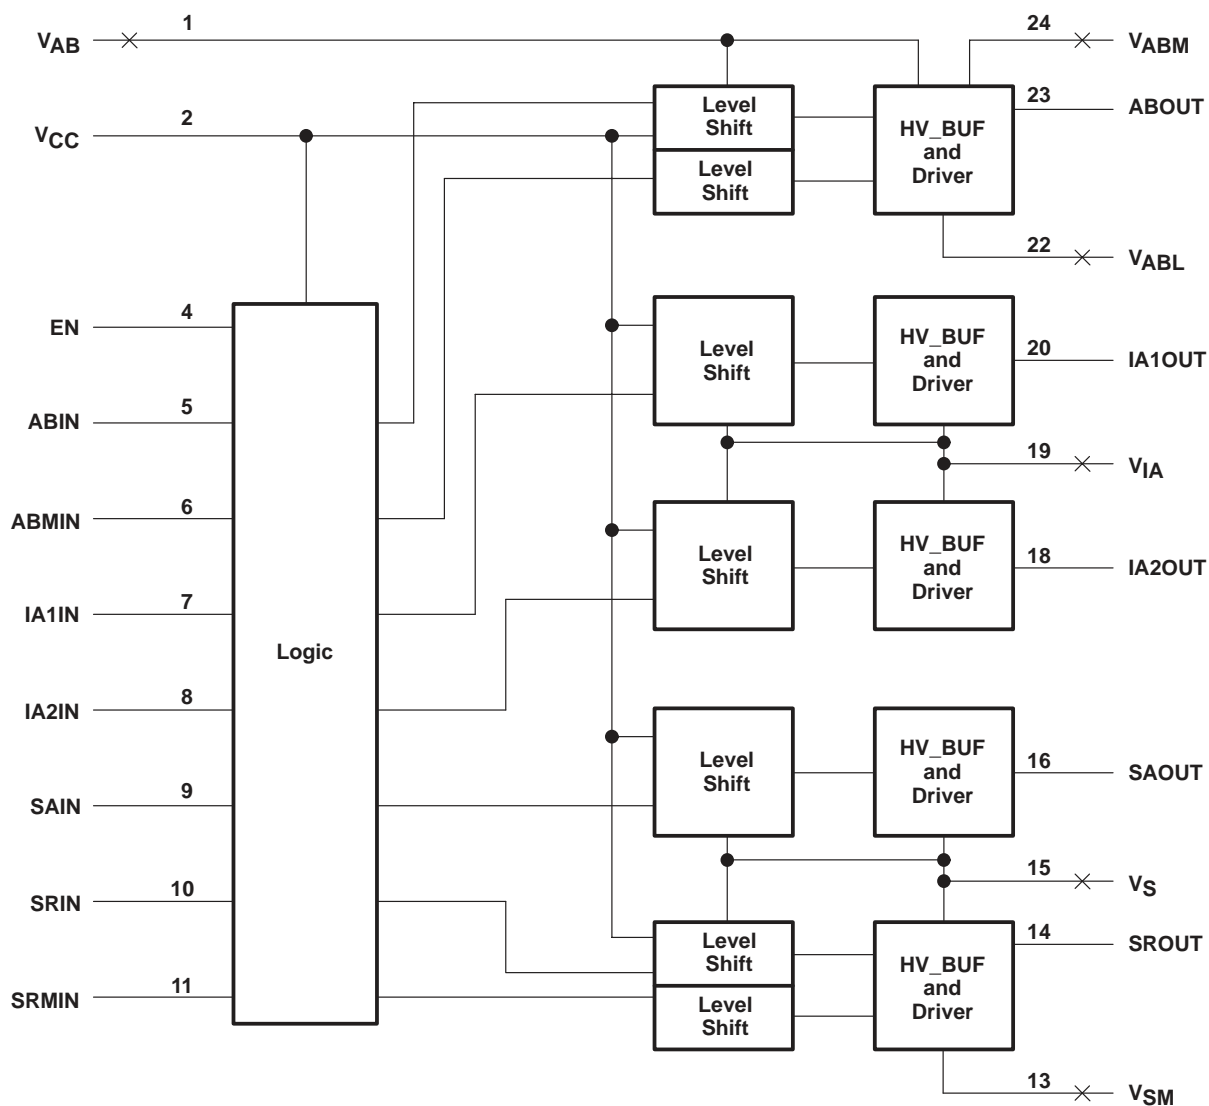 1
VAB
24
VABM
23
ABOUT
Level
Shift
HV_BUF
and
Driver
2
VCC
Level
Shift
22
VABL
4
EN
Level
Shift
HV_BUF
and
Driver
20
IA1OUT
5
ABIN
19
VIA
6
ABMIN
Level
Shift
HV_BUF
and
Driver
18
IA2OUT
7
IA1IN
Logic
8
IA2IN
Level
Shift
HV_BUF
and
Driver
16
SAOUT
9
SAIN
15
VS
10
SRIN
14
SROUT
Level
Shift
HV_BUF
and
Driver
11
SRMIN
Level
Shift
13
VSM